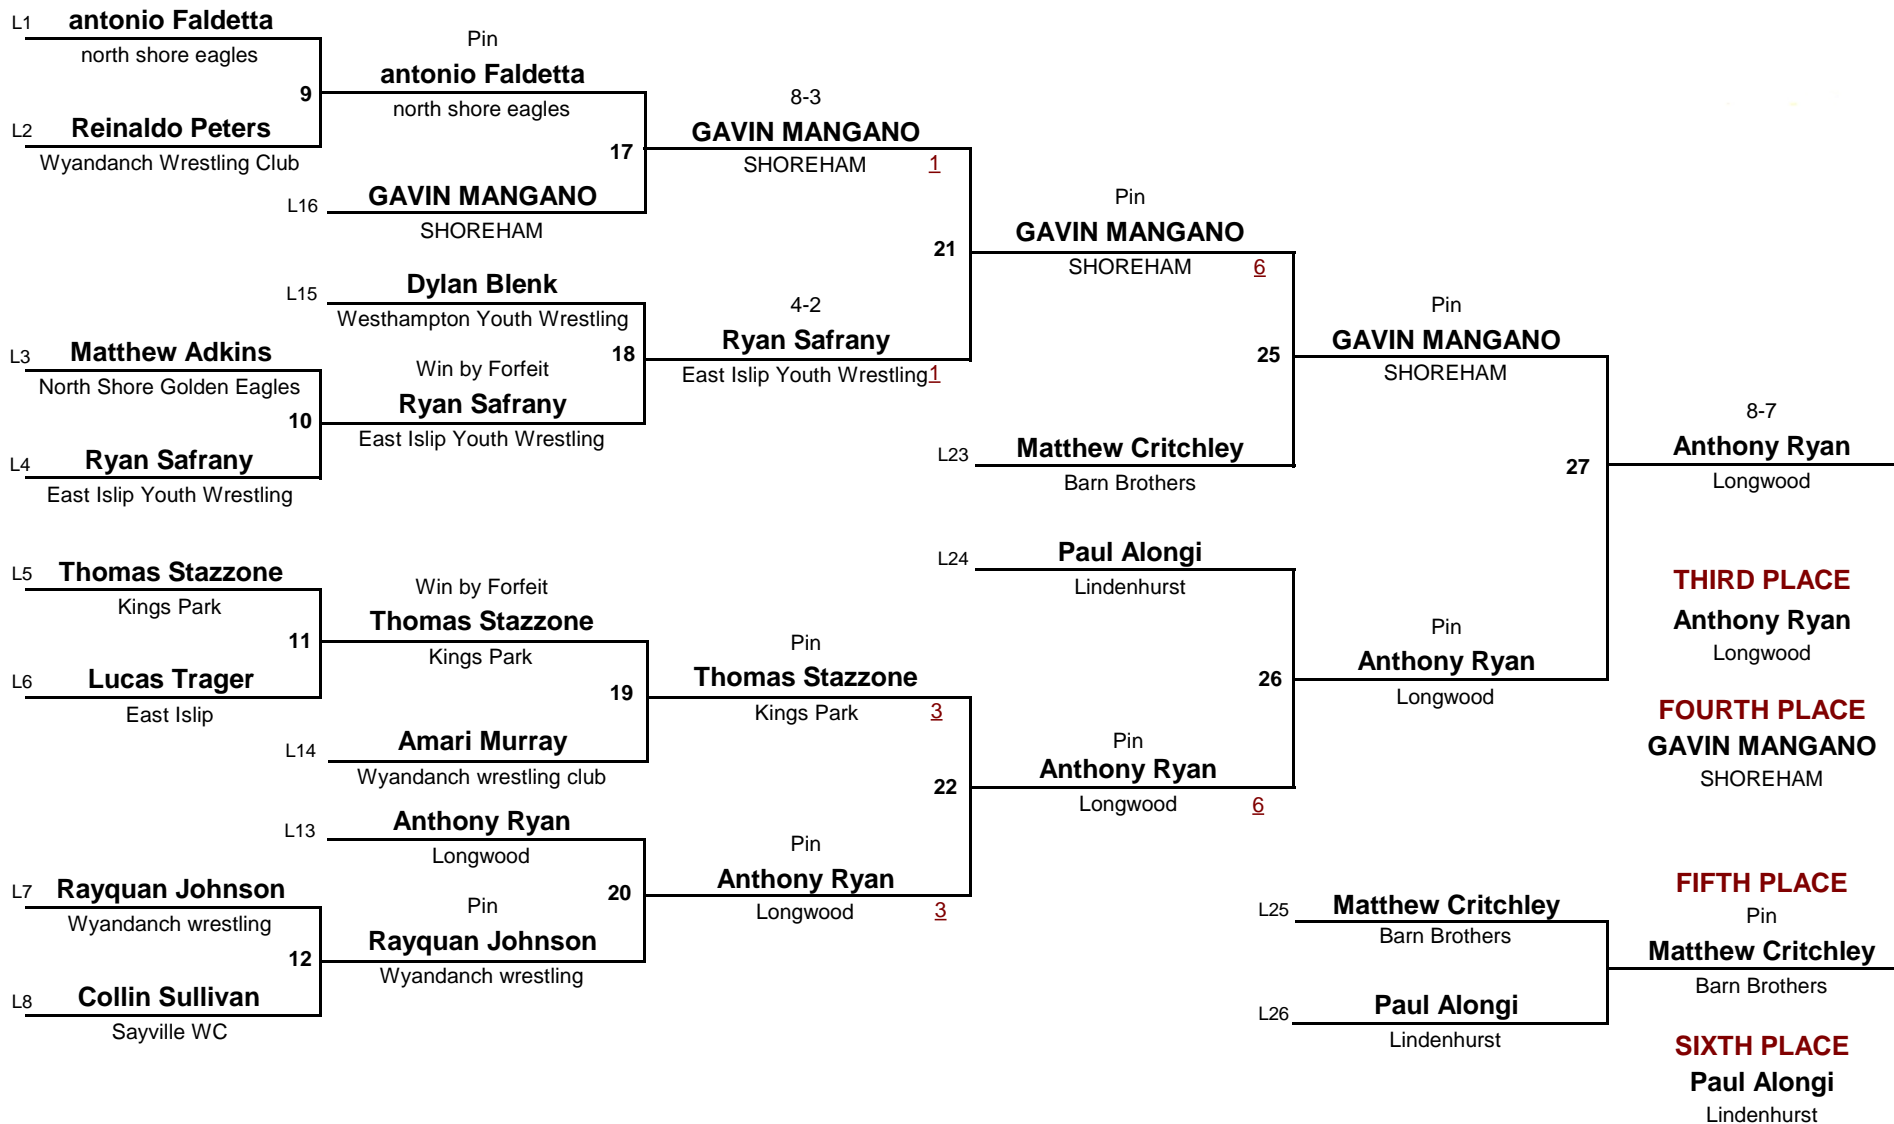 L1 antonio Faldetta
north shore eagles
9
L2 Reinaldo Peters
Wyandanch Wrestling Club
L3 Matthew Adkins
North Shore Golden Eagles
10
L4 Ryan Safrany
East Islip Youth Wrestling
L5 Thomas Stazzone
Kings Park
11
L6 Lucas Trager
East Islip
L7 Rayquan Johnson
Wyandanch wrestling
12
L8 Collin Sullivan
Sayville WC
Pin
antonio Faldetta
north shore eagles
17
L16 GAVIN MANGANO
SHOREHAM
L15 Dylan Blenk
Westhampton Youth Wrestling
18
Win by Forfeit
Ryan Safrany
East Islip Youth Wrestling
Win by Forfeit
Thomas Stazzone
Kings Park
19
L14 Amari Murray
Wyandanch wrestling club
L13 Anthony Ryan
Longwood
20
Pin
Rayquan Johnson
Wyandanch wrestling
8-3
GAVIN MANGANO
SHOREHAM 1
21
4-2
Ryan Safrany
East Islip Youth Wrestling 1
Pin
Thomas Stazzone
Kings Park 3
22
Pin
Anthony Ryan
Longwood 3
Pin
GAVIN MANGANO
SHOREHAM 6
25
L23 Matthew Critchley
Barn Brothers
L24 Paul Alongi
Lindenhurst
26
Pin
Anthony Ryan
Longwood 6
Pin
GAVIN MANGANO
SHOREHAM
27
Pin
Anthony Ryan
Longwood
8-7
Anthony Ryan
Longwood
THIRD PLACE
Anthony Ryan
Longwood
FOURTH PLACE
GAVIN MANGANO
SHOREHAM
L25 Matthew Critchley
Barn Brothers
L26 Paul Alongi
Lindenhurst
FIFTH PLACE
Pin
Matthew Critchley
Barn Brothers
SIXTH PLACE
Paul Alongi
Lindenhurst